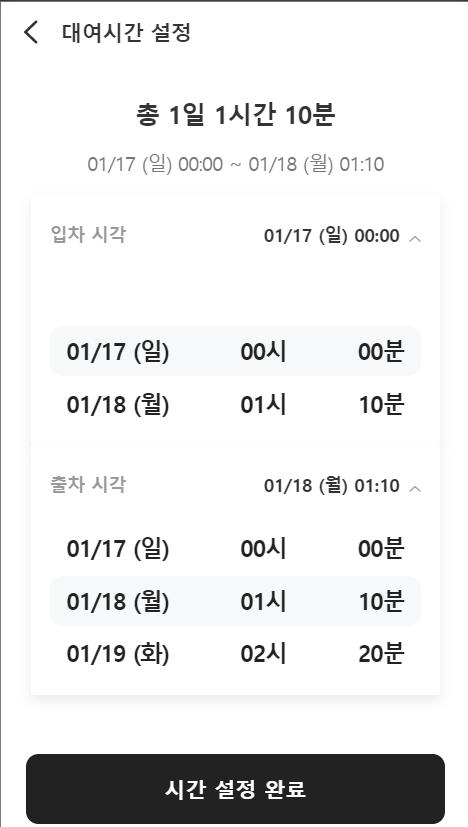 대여시간 설정
총 1일 1시간 10분
01/17 (일) 00:00 ~ 01/18 (월) 01:10
입차 시각 01/17 (일) 00:00
01/17 (일) 00시 00분
01/18 (월) 01시 10분
출차 시각 01/18 (월) 01:10
01/17 (일) 00시 00분
01/18 (월) 01시 10분
01/19 (화) 02시 20분
시간 설정 완료